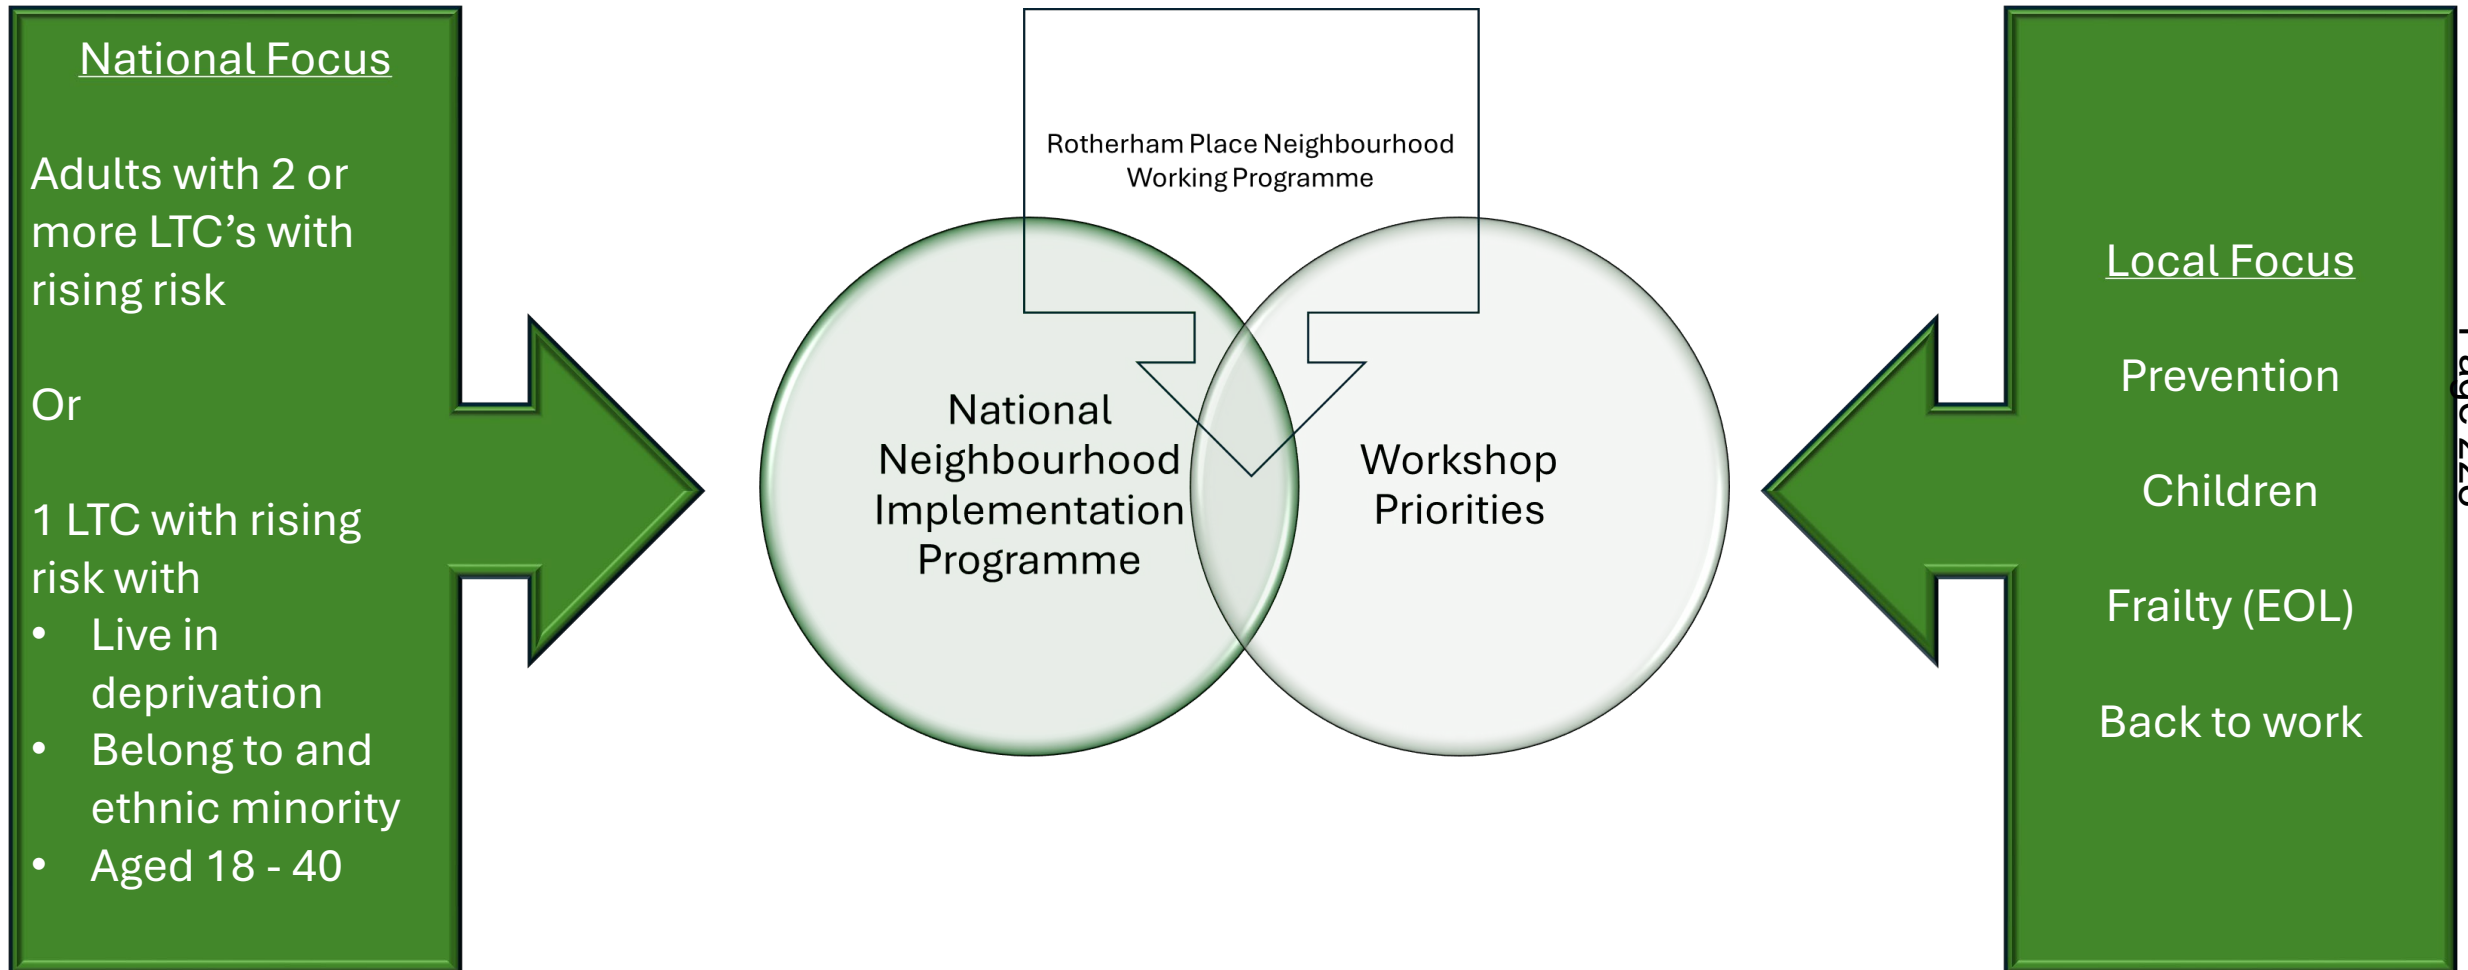 National Focus
Adults with 2 or
more LTC's with
rising risk
Or
1 LTC with rising
risk with
• Live in
deprivation
• Belong to and
ethnic minority
• Aged 18 - 40
Rotherham Place Neighbourhood
Working Programme
National
Neighbourhood
Implementation
Programme
Workshop
Priorities
Local Focus
Prevention
Children
Frailty (EOL)
Back to work